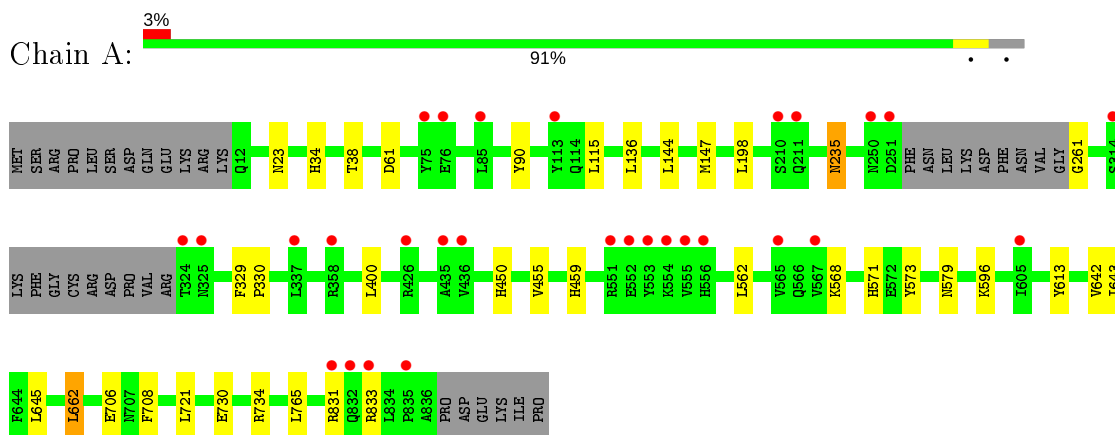 3%
Chain A:
91% • •
MET SER ARG PRO LEU SER ASP GLN GLU LYS ARG LYS Q12 N23 H34 T38 D61 Y75 E76 L85 Y90 Y113 Q114 L115 L136 L144 M147 L198 S210 Q211 N235 N250 D251 PHE ASN LEU LYS ASP PHE ASN VAL GLY G261 S314
LYS PHE GLY CYS ARG ASP PRO VAL ARG T324 N325 F329 P330 L337 R358 L400 R426 A435 V436 H450 V455 H459 R551 E552 Y553 K554 V555 H556 L562 V565 Q566 V567 K568 H571 E572 Y573 N579 K596 I605 Y613 V642 I643
F644 L645 L662 E706 N707 F708 L721 E730 R734 L765 R831 Q832 R833 L834 P835 A836 PRO ASP GLU LYS ILE PRO